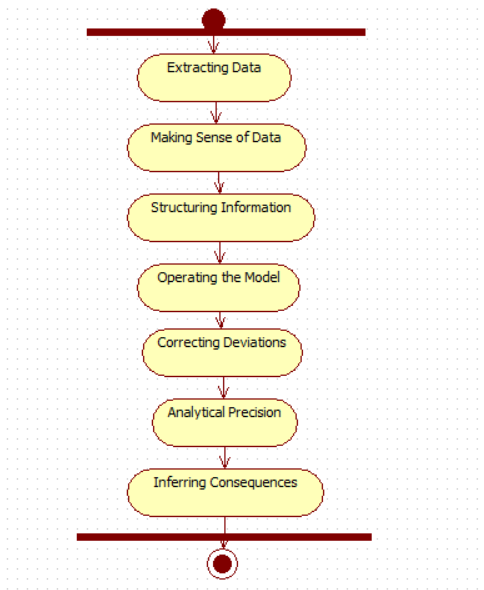 Extracting Data
Making Sense of Data
Structuring Information
Operating the Model
Correcting Deviations
Analytical Precision
Inferring Consequences